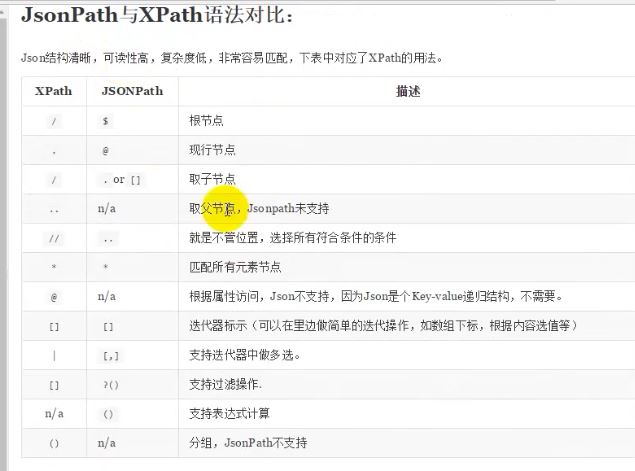 JsonPath与XPath语法对比：
Json结构清晰，可读性高，复杂度低，非常容易匹配，下表中对应了XPath的用法。
XPath JSONPath 描述
/ $ 根节点
. @ 现行节点
/ . or [] 取子节点
.. n/a 取父节点，Jsonpath未支持
// .. 就是不管位置，选择所有符合条件的条件
* * 匹配所有元素节点
@ n/a 根据属性访问，Json不支持，因为Json是个Key-value递归结构，不需要。
[] [] 迭代器标示（可以在里边做简单的迭代操作，如数组下标，根据内容选值等）
| [,] 支持迭代器中做多选。
[] ?() 支持过滤操作.
n/a () 支持表达式计算
() n/a 分组，JsonPath不支持